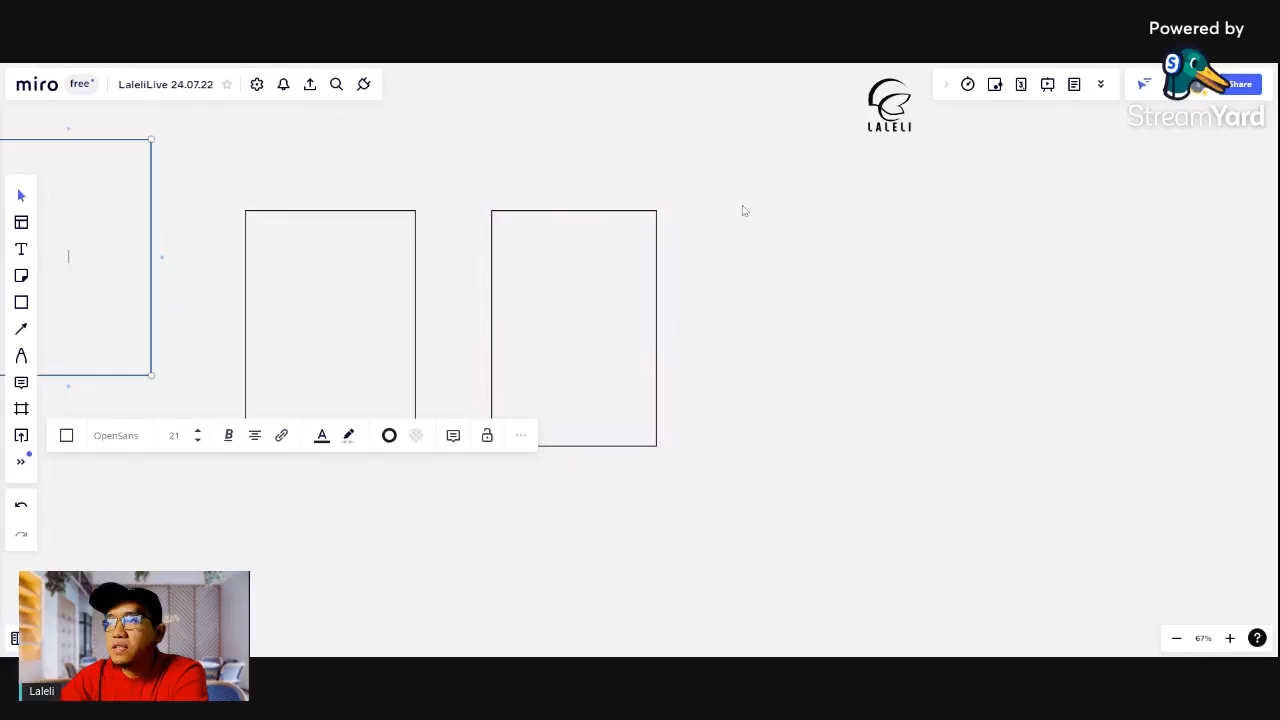 Powered by
StreamYard
miro free LaleliLive 24.07.22
LALELI
Share
OpenSans 21 B A
67%
Laleli